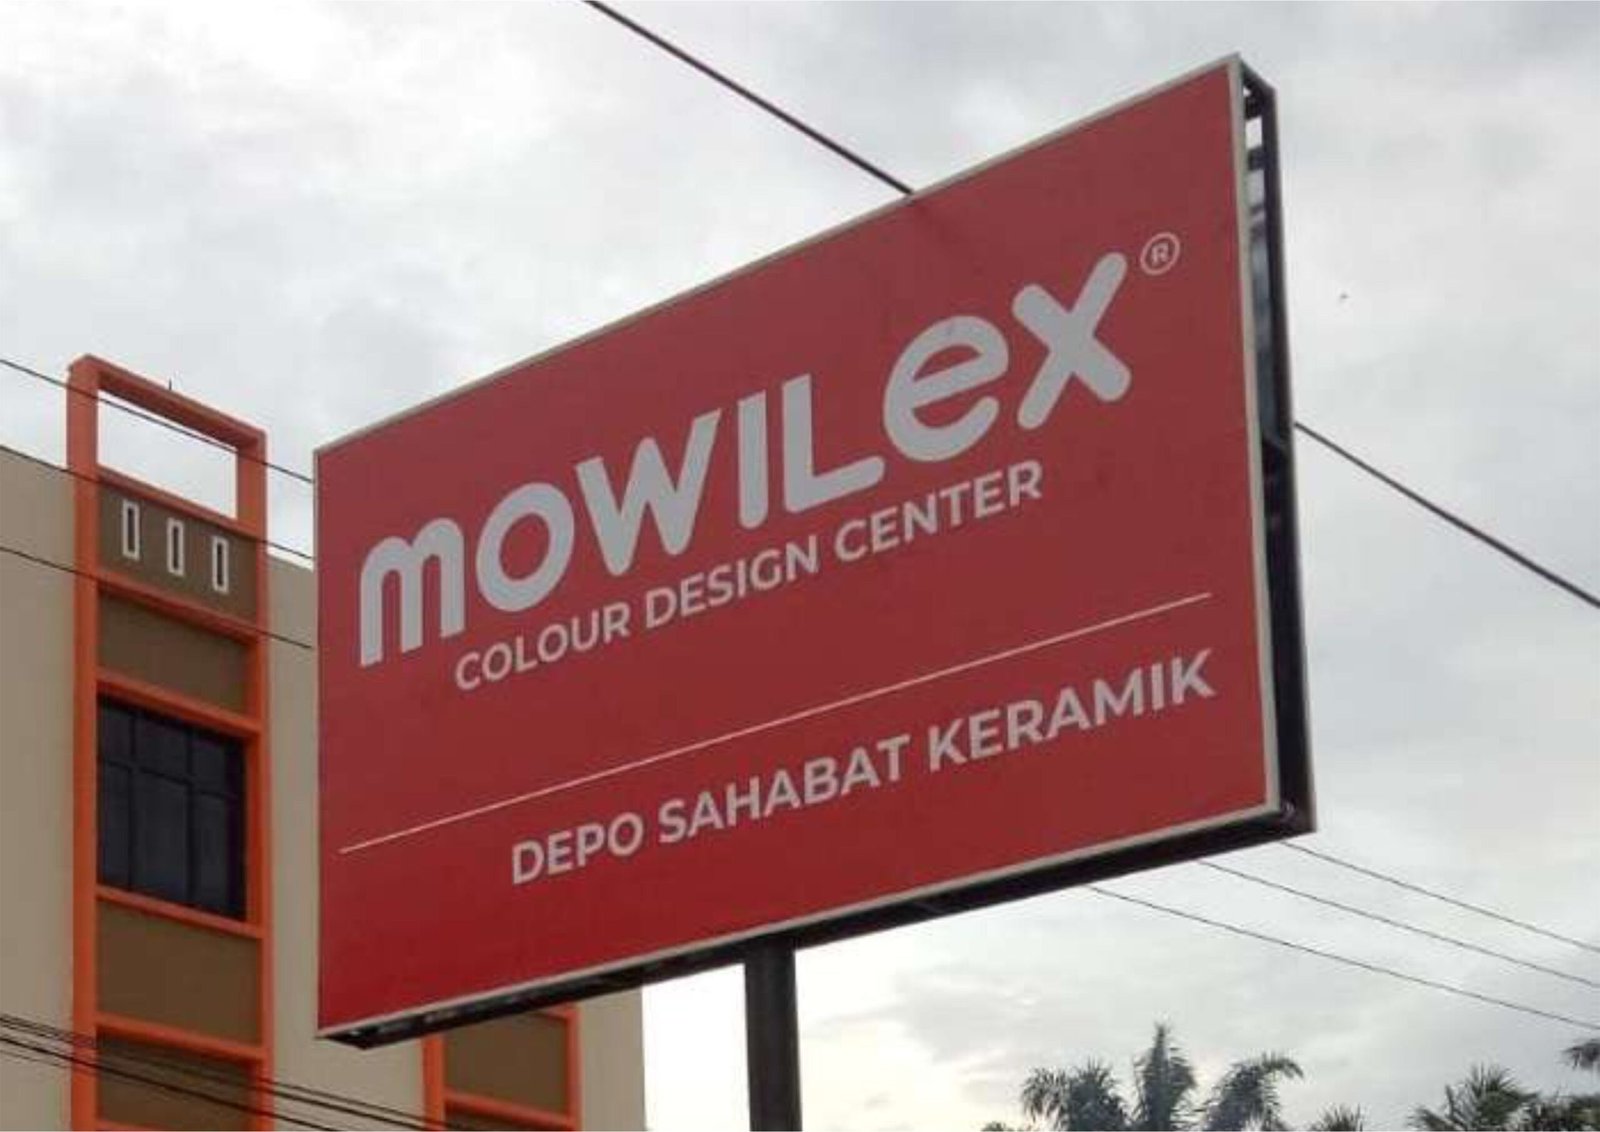 mOWILex®
COLOUR DESIGN CENTER
DEPO SAHABAT KERAMIK